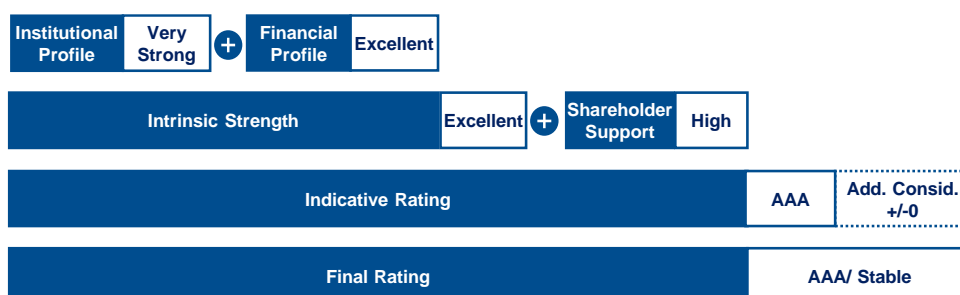 Institutional Profile
Very Strong
+
Financial Profile
Excellent
Intrinsic Strength
Excellent
+
Shareholder Support
High
Indicative Rating
AAA
Add. Consid.
+/-0
Final Rating
AAA/ Stable